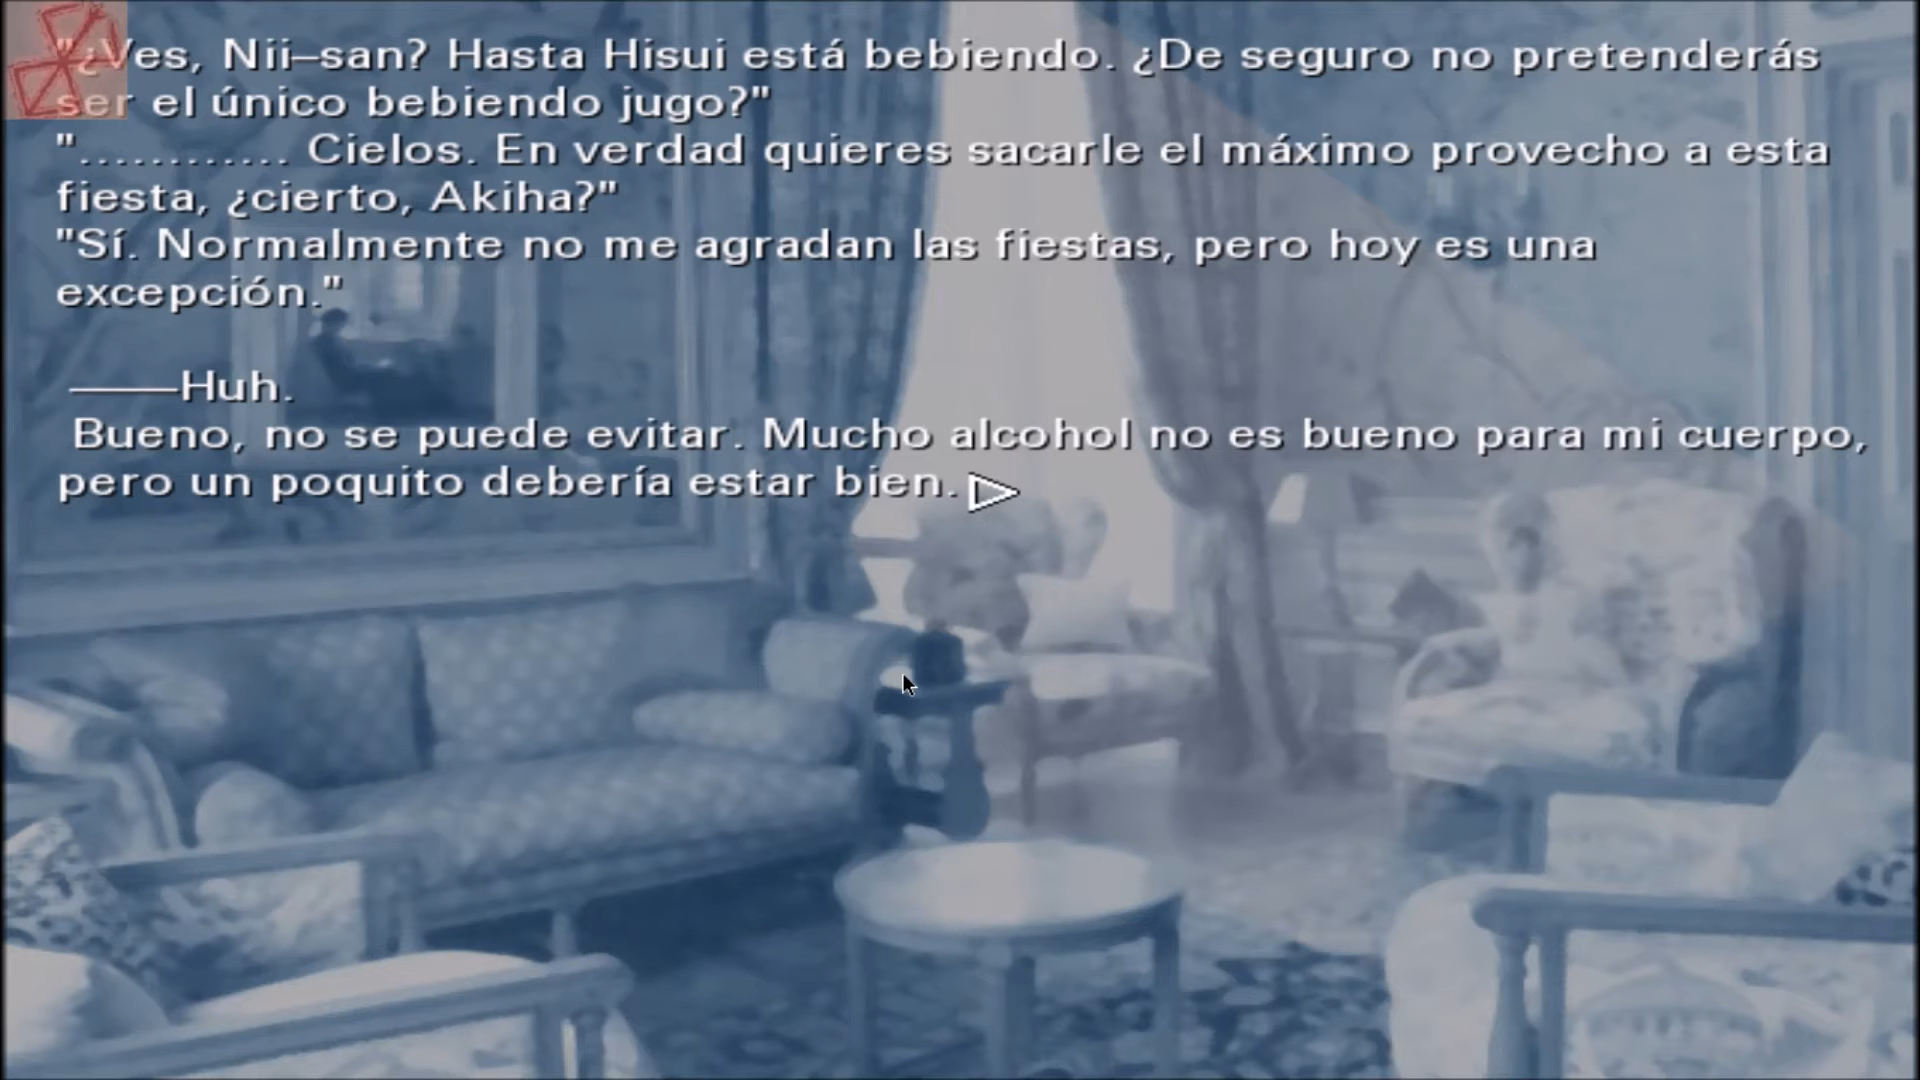 "¿Ves, Nii–san? Hasta Hisui está bebiendo. ¿De seguro no pretenderás
ser el único bebiendo jugo?"
"............ Cielos. En verdad quieres sacarle el máximo provecho a esta
fiesta, ¿cierto, Akiha?"
"Sí. Normalmente no me agradan las fiestas, pero hoy es una
excepción."
———Huh.
Bueno, no se puede evitar. Mucho alcohol no es bueno para mi cuerpo,
pero un poquito debería estar bien.